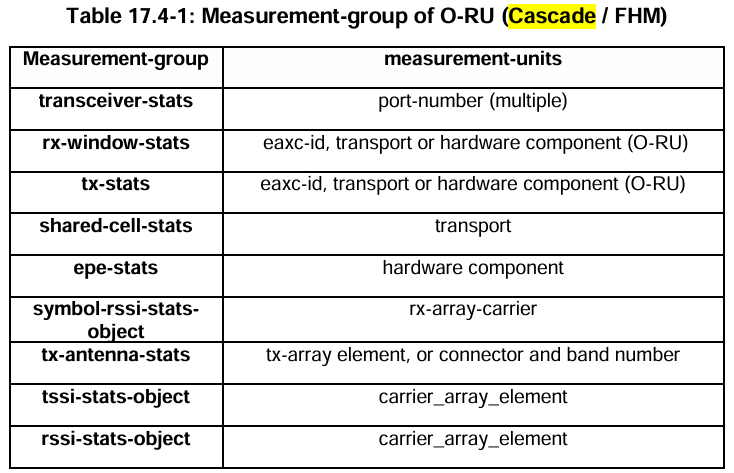 Table 17.4-1: Measurement-group of O-RU (Cascade / FHM)
Measurement-group measurement-units
transceiver-stats port-number (multiple)
rx-window-stats eaxc-id, transport or hardware component (O-RU)
tx-stats eaxc-id, transport or hardware component (O-RU)
shared-cell-stats transport
epe-stats hardware component
symbol-rssi-stats- rx-array-carrier
object
tx-antenna-stats tx-array element, or connector and band number
tssi-stats-object carrier_array_element
rssi-stats-object carrier_array_element